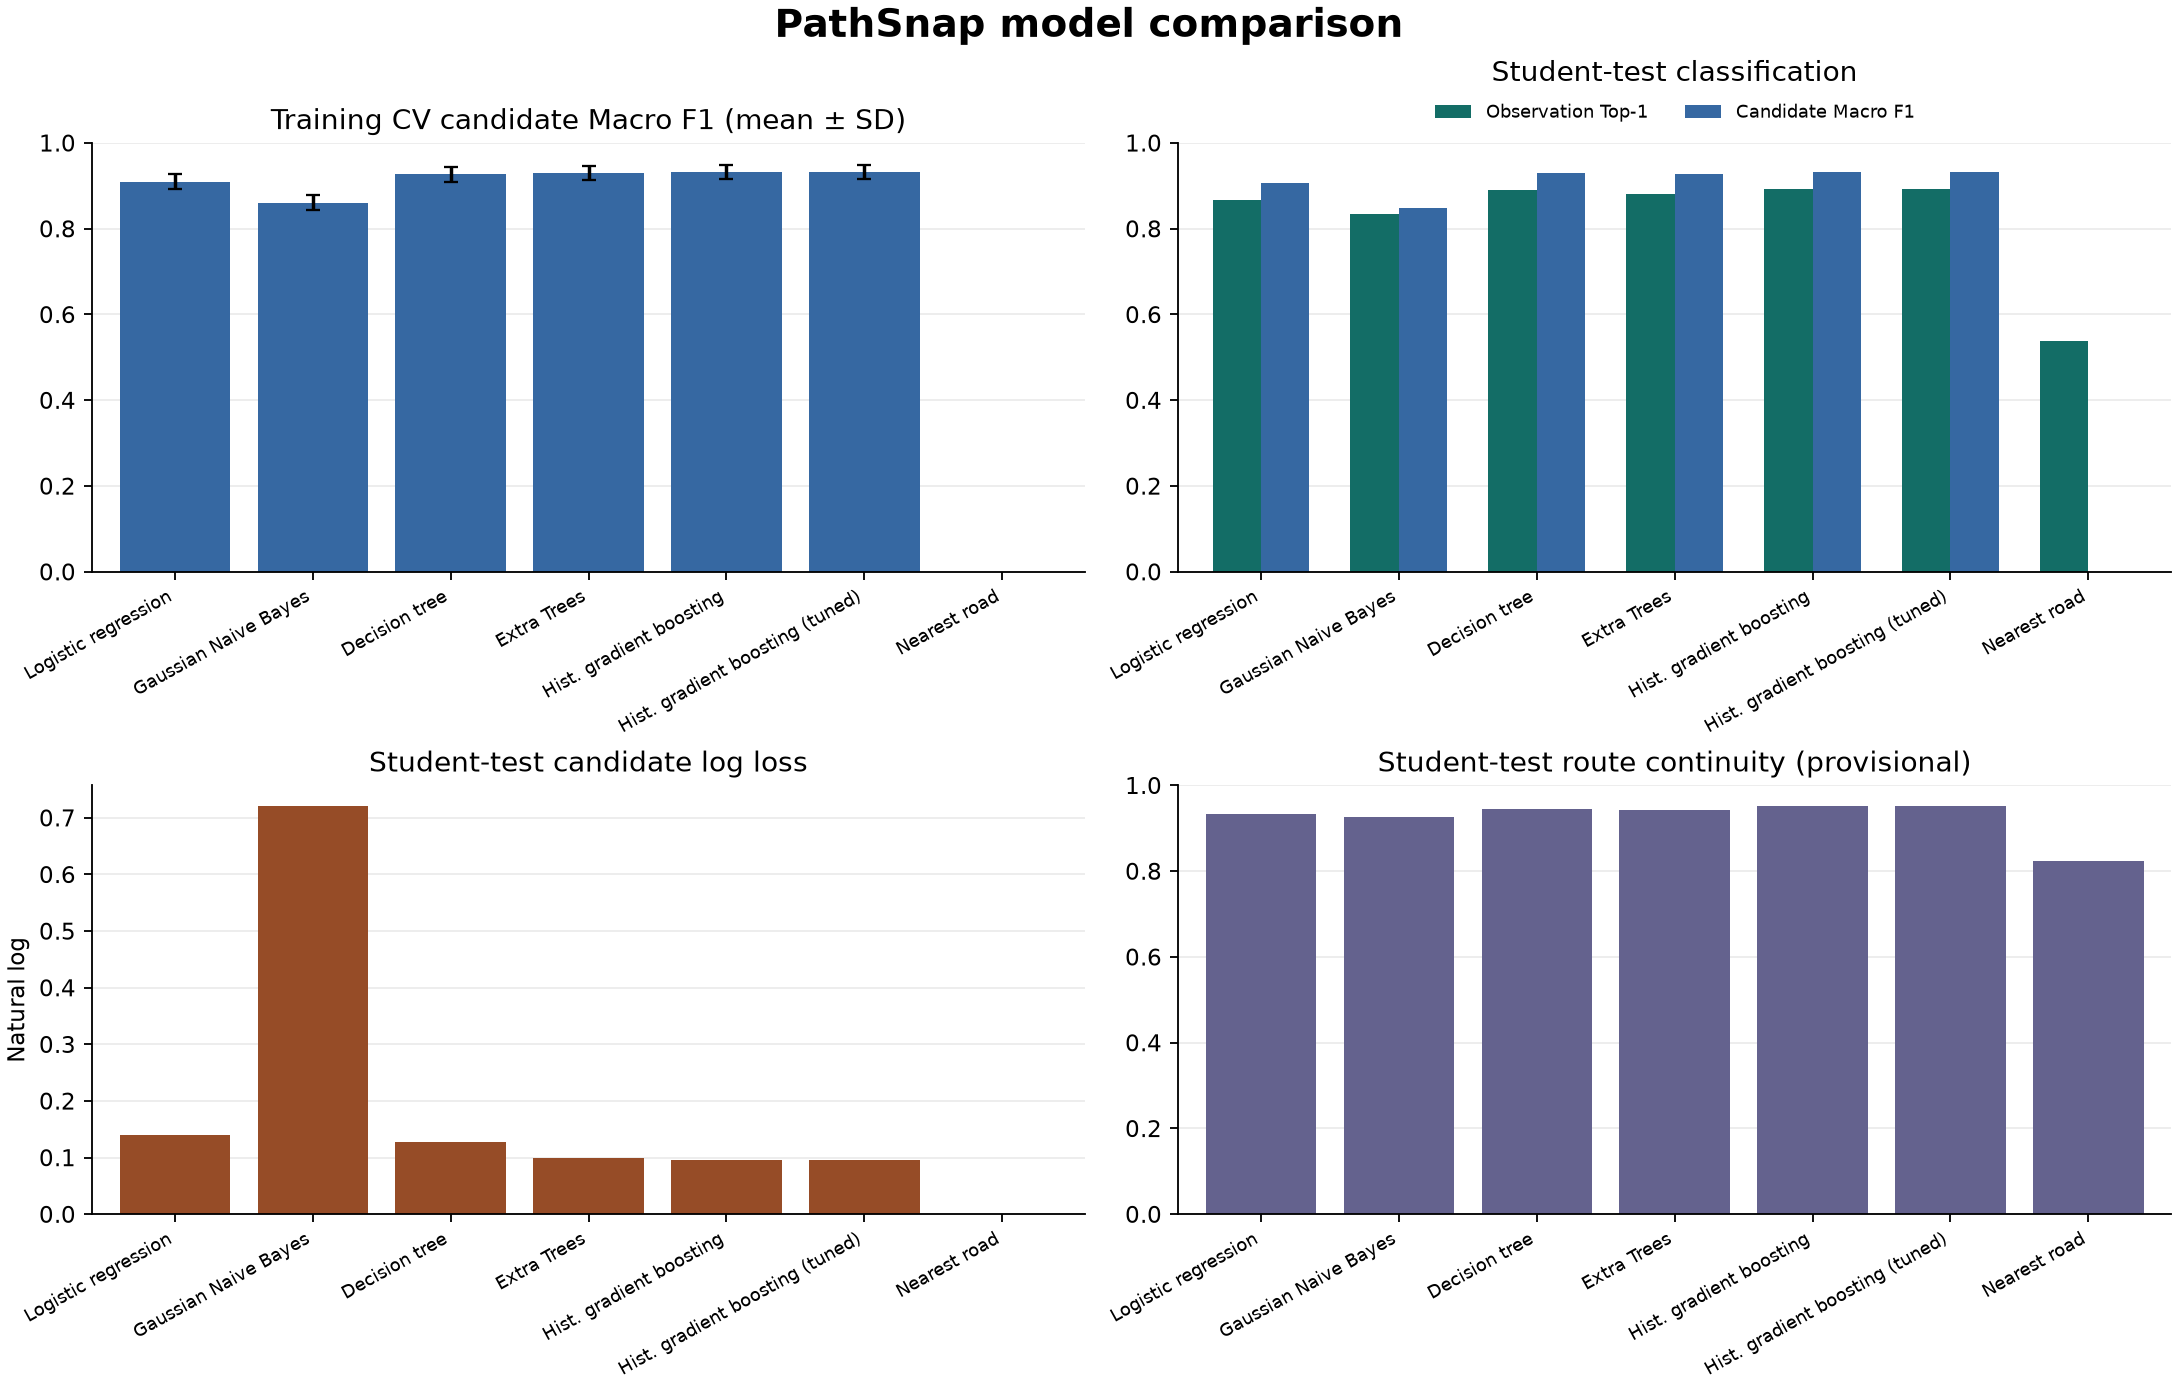 PathSnap model comparison
Training CV candidate Macro F1 (mean ± SD)
1.0
0.8
0.6
0.4
0.2
0.0
Logistic regression
Gaussian Naive Bayes
Decision tree
Extra Trees
Hist. gradient boosting
Hist. gradient boosting (tuned)
Nearest road
Student-test classification
Observation Top-1
Candidate Macro F1
1.0
0.8
0.6
0.4
0.2
0.0
Logistic regression
Gaussian Naive Bayes
Decision tree
Extra Trees
Hist. gradient boosting
Hist. gradient boosting (tuned)
Nearest road
Student-test candidate log loss
Natural log
0.7
0.6
0.5
0.4
0.3
0.2
0.1
0.0
Logistic regression
Gaussian Naive Bayes
Decision tree
Extra Trees
Hist. gradient boosting
Hist. gradient boosting (tuned)
Nearest road
Student-test route continuity (provisional)
1.0
0.8
0.6
0.4
0.2
0.0
Logistic regression
Gaussian Naive Bayes
Decision tree
Extra Trees
Hist. gradient boosting
Hist. gradient boosting (tuned)
Nearest road